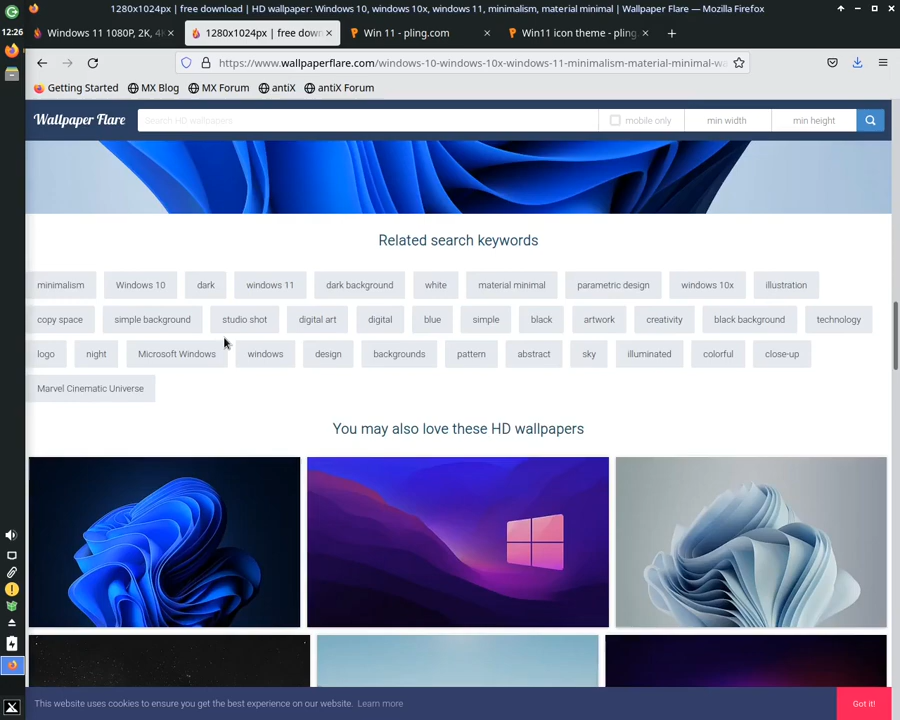 1280x1024px | free download | HD wallpaper: Windows 10, windows 10x, windows 11, minimalism, material minimal | Wallpaper Flare — Mozilla Firefox
12:26
Windows 11 1080P, 2K, 4K
1280x1024px | free down
Win 11 - pling.com
Win11 icon theme - pling
https://www.wallpaperflare.com/windows-10-windows-10x-windows-11-minimalism-material-minimal-wa
Getting Started
MX Blog
MX Forum
antiX
antiX Forum
Wallpaper Flare
Search HD wallpapers
mobile only
min width
min height
Related search keywords
minimalism Windows 10 dark windows 11 dark background white material minimal parametric design windows 10x illustration
copy space simple background studio shot digital art digital blue simple black artwork creativity black background technology
logo night Microsoft Windows windows design backgrounds pattern abstract sky illuminated colorful close-up
Marvel Cinematic Universe
You may also love these HD wallpapers
This website uses cookies to ensure you get the best experience on our website. Learn more
Got it!